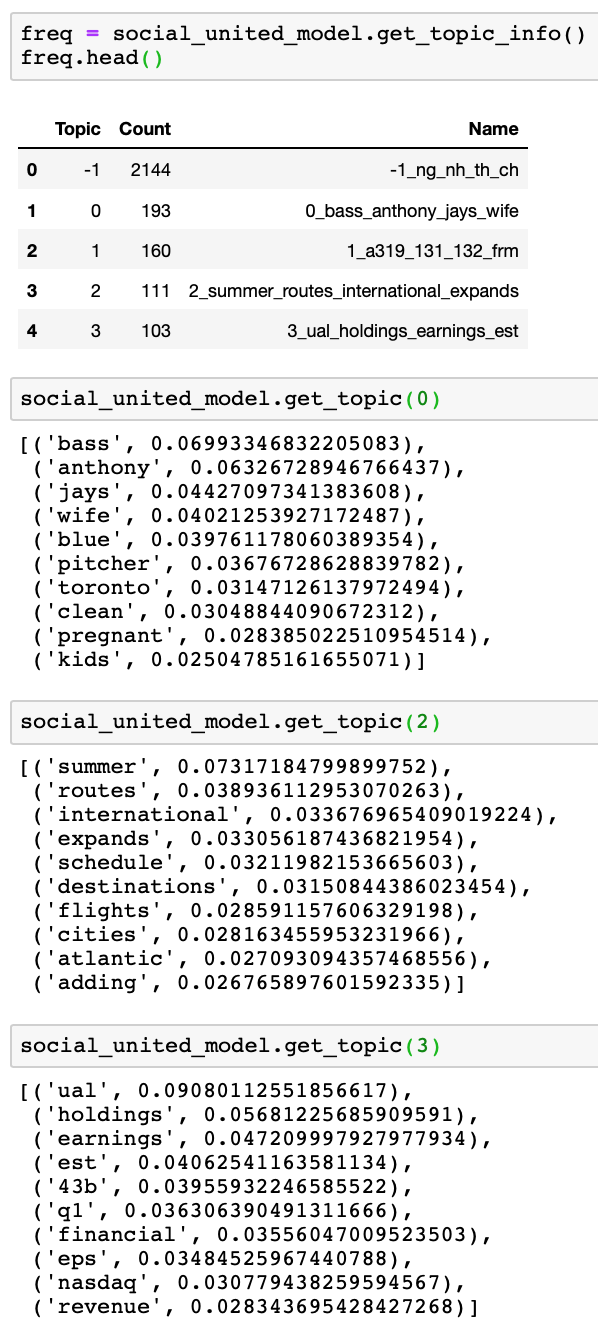 freq = social_united_model.get_topic_info()
freq.head()
Topic Count Name
0 -1 2144 -1_ng_nh_th_ch
1 0 193 0_bass_anthony_jays_wife
2 1 160 1_a319_131_132_frm
3 2 111 2_summer_routes_international_expands
4 3 103 3_ual_holdings_earnings_est
social_united_model.get_topic(0)
[('bass', 0.06993346832205083),
('anthony', 0.06326728946766437),
('jays', 0.04427097341383608),
('wife', 0.04021253927172487),
('blue', 0.039761178060389354),
('pitcher', 0.03676728628839782),
('toronto', 0.03147126137972494),
('clean', 0.03048844090672312),
('pregnant', 0.028385022510954514),
('kids', 0.02504785161655071)]
social_united_model.get_topic(2)
[('summer', 0.07317184799899752),
('routes', 0.038936112953070263),
('international', 0.033676965409019224),
('expands', 0.033056187436821954),
('schedule', 0.03211982153665603),
('destinations', 0.03150844386023454),
('flights', 0.028591157606329198),
('cities', 0.028163455953231966),
('atlantic', 0.027093094357468556),
('adding', 0.026765897601592335)]
social_united_model.get_topic(3)
[('ual', 0.09080112551856617),
('holdings', 0.05681225685909591),
('earnings', 0.047209997927977934),
('est', 0.04062541163581134),
('43b', 0.03955932246585522),
('q1', 0.036306390491311666),
('financial', 0.03556047009523503),
('eps', 0.03484525967440788),
('nasdaq', 0.030779438259594567),
('revenue', 0.028343695428427268)]